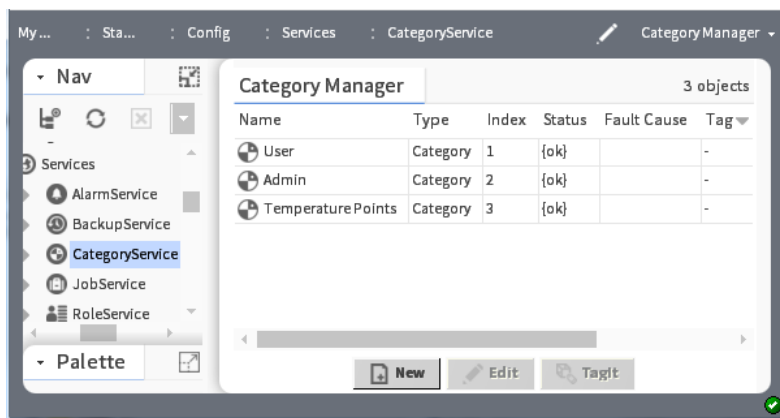 My... : Sta... : Config : Services : CategoryService Category Manager
Nav
Services
AlarmService
BackupService
CategoryService
JobService
RoleService
Palette
Category Manager 3 objects
Name Type Index Status Fault Cause Tag
User Category 1 {ok} -
Admin Category 2 {ok} -
Temperature Points Category 3 {ok} -
New Edit TagIt